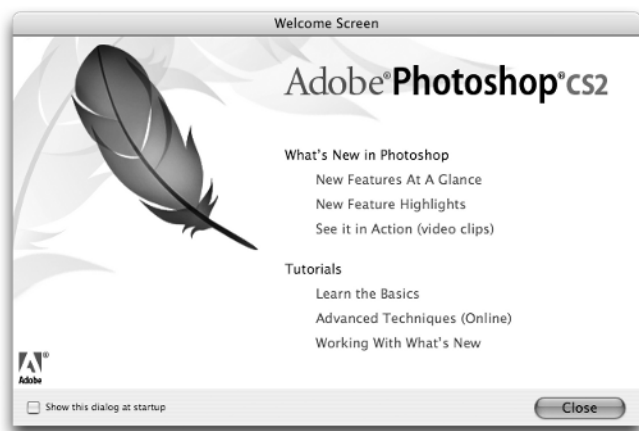 Welcome Screen
Adobe® Photoshop® CS2
What's New in Photoshop
New Features At A Glance
New Feature Highlights
See it in Action (video clips)
Tutorials
Learn the Basics
Advanced Techniques (Online)
Working With What's New
®
Adobe
Show this dialog at startup
Close